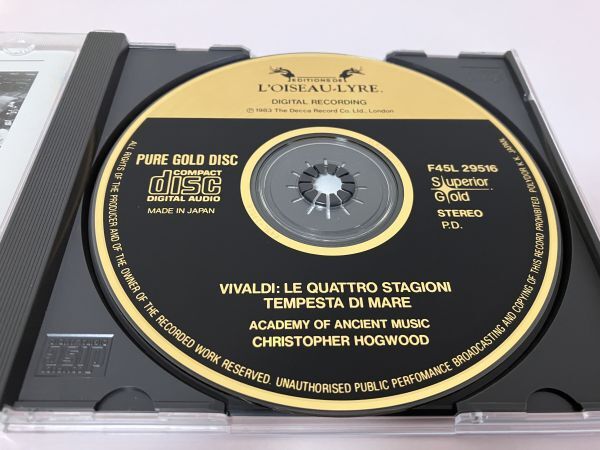 EDITIONS DE
L'OISEAU-LYRE.
DIGITAL RECORDING
℗ 1983 The Decca Record Co. Ltd., London
PURE GOLD DISC
COMPACT
disc
DIGITAL AUDIO
MADE IN JAPAN
F45L 29516
Superior
Gold
STEREO
P.D.
VIVALDI: LE QUATTRO STAGIONI
TEMPESTA DI MARE
ACADEMY OF ANCIENT MUSIC
CHRISTOPHER HOGWOOD
ALL RIGHTS OF THE PRODUCER AND OF THE OWNER OF THE RECORDED WORK RESERVED. UNAUTHORISED PUBLIC PERFOMANCE BROADCASTING AND COPYING OF THIS RECORD PROHIBITED. POLYDOR K.K. JAPAN
disc